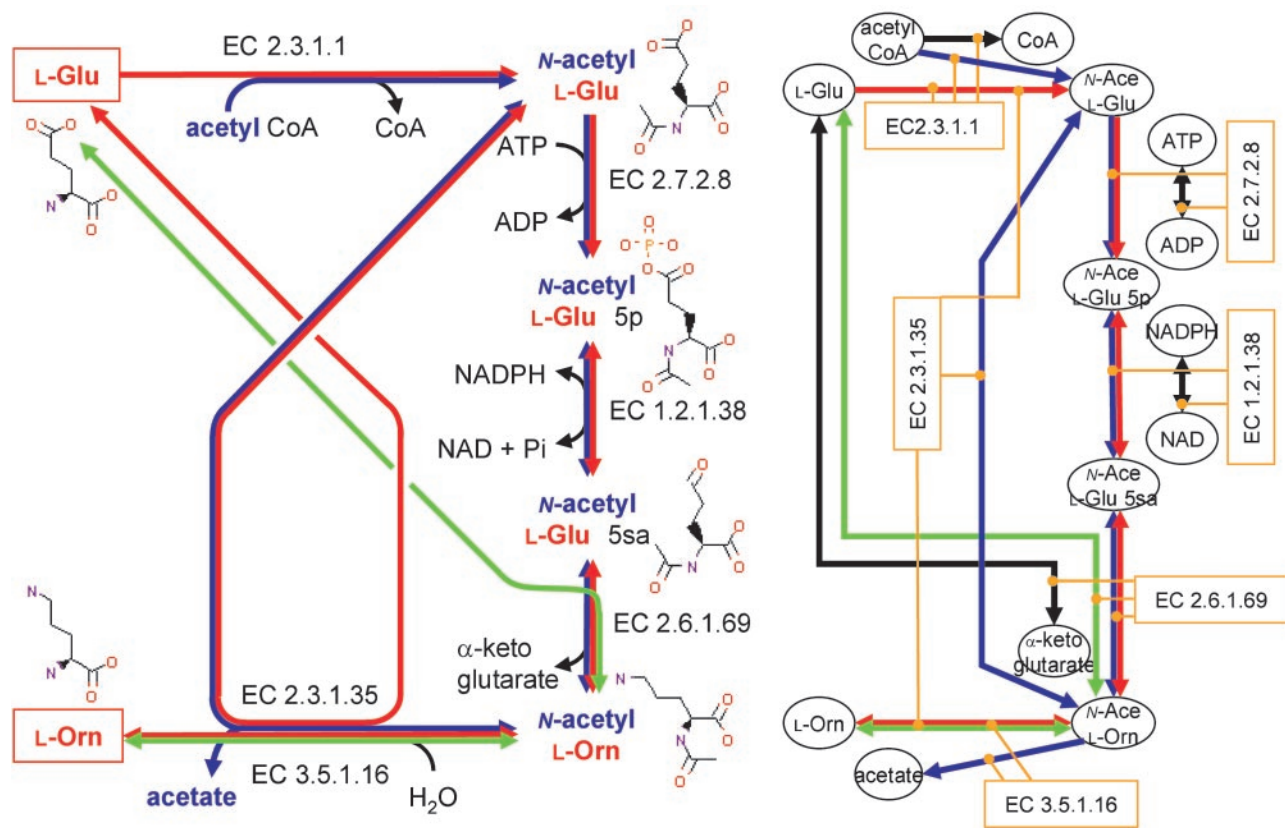 EC 2.3.1.1
L-Glu
N-acetyl
L-Glu
acetyl CoA
CoA
ATP
EC 2.7.2.8
ADP
N-acetyl
L-Glu 5p
NADPH
EC 1.2.1.38
NAD + Pi
N-acetyl
L-Glu 5sa
EC 2.6.1.69
α-keto
glutarate
EC 2.3.1.35
N-acetyl
L-Orn
L-Orn
EC 3.5.1.16
acetate
H2O
O
O
O
O
N
O
O
O
O
N
O
O
P
O
O
O
O
O
N
O
O
O
O
N
O
N
O
O
N
O
N
O
N
O
acetyl
CoA
CoA
L-Glu
N-Ace
L-Glu
EC2.3.1.1
ATP
EC 2.7.2.8
ADP
N-Ace
L-Glu 5p
EC 2.3.1.35
NADPH
EC 1.2.1.38
NAD
N-Ace
L-Glu 5sa
EC 2.6.1.69
α-keto
glutarate
L-Orn
N-Ace
L-Orn
acetate
EC 3.5.1.16